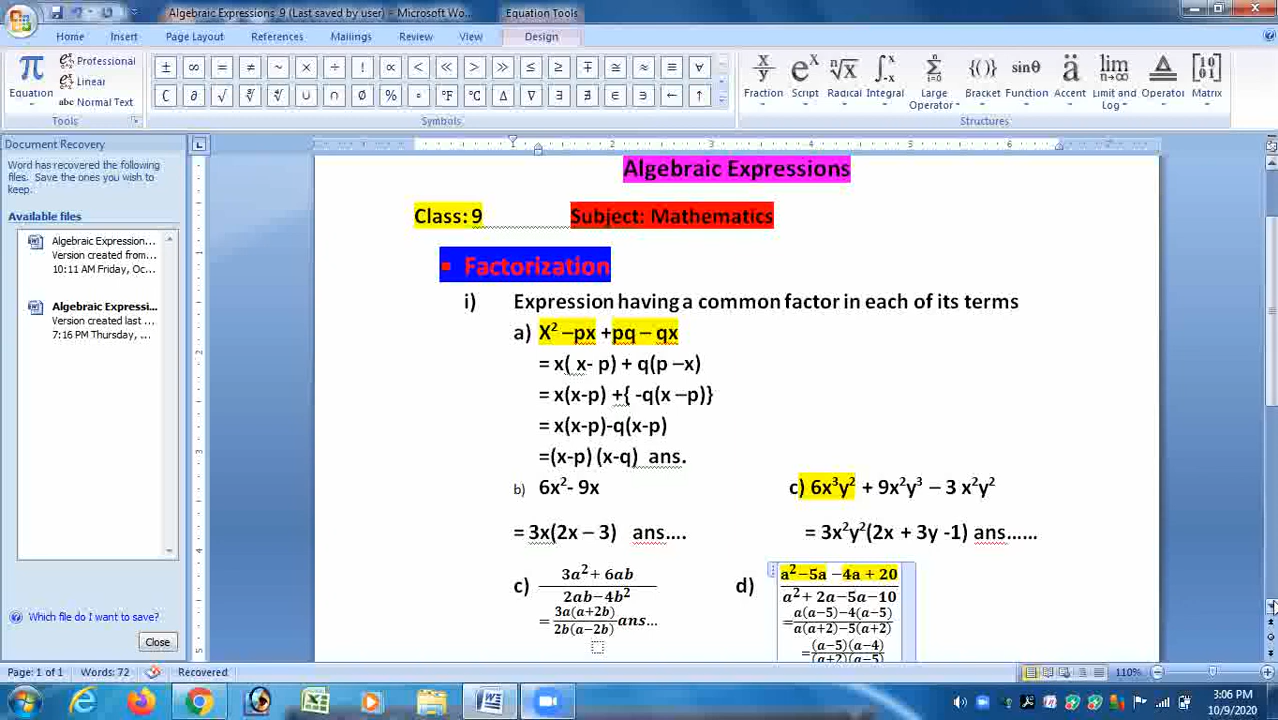 Algebraic Expressions 9 (Last saved by user) - Microsoft Wo...
Equation Tools
Home Insert Page Layout References Mailings Review View Design
π Equation
Professional
Linear
abc Normal Text
Tools
± ∞ = ≠ ~ × ÷ ! ∝ < ≪ > ≫ ≤ ≥ ∓ ≅ ≈ ≡ ∀
∁ ∂ √ ∛ ∜ ∪ ∩ ∅ % ° ℉ ℃ ∆ ∇ ∃ ∄ ∈ ∋ ← ↑
Symbols
Fraction Script Radical Integral Large Operator Bracket Function Accent Limit and Log Operator Matrix
Structures
Document Recovery
Word has recovered the following files. Save the ones you wish to keep.
Available files
Algebraic Expression...
Version created from...
10:11 AM Friday, Oc...
Algebraic Expressi...
Version created last ...
7:16 PM Thursday, ...
Which file do I want to save?
Close
Algebraic Expressions
Class: 9 Subject: Mathematics
▪ Factorization
i) Expression having a common factor in each of its terms
a) X² –px +pq – qx
= x( x- p) + q(p –x)
= x(x-p) +{ -q(x –p)}
= x(x-p)-q(x-p)
=(x-p) (x-q) ans.
b) 6x²- 9x c) 6x³y² + 9x²y³ – 3 x²y²
= 3x(2x – 3) ans.... = 3x²y²(2x + 3y -1) ans......
c) 3a²+ 6ab / 2ab−4b² d) a²−5a −4a + 20 / a²+ 2a−5a−10
= 3a(a+2b) / 2b(a−2b) ans... = a(a−5)−4(a−5) / a(a+2)−5(a+2)
= (a−5)(a−4) / (a+2)(a−5)
Page: 1 of 1 Words: 72 Recovered 110%
3:06 PM
10/9/2020